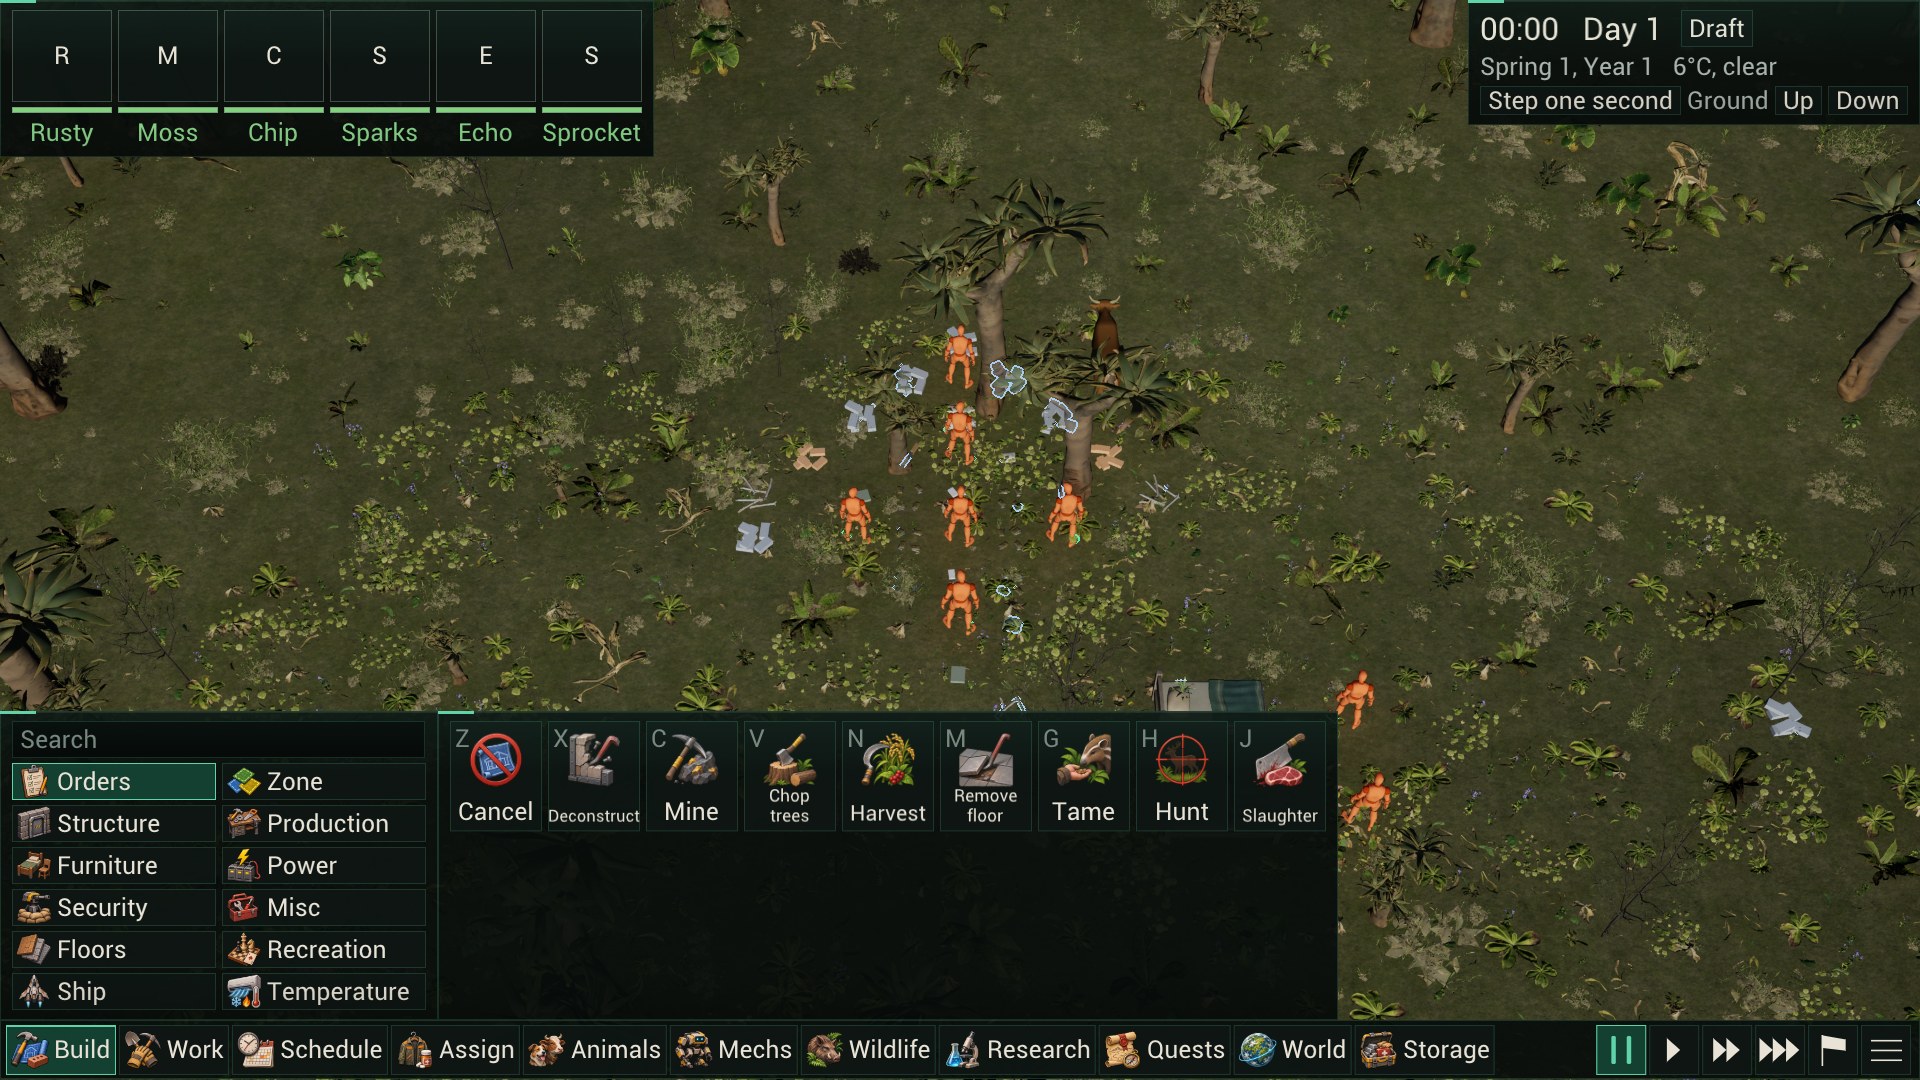 R M C S E S
Rusty Moss Chip Sparks Echo Sprocket
00:00 Day 1 Draft
Spring 1, Year 1 6°C, clear
Step one second Ground Up Down
Search
Orders Zone
Structure Production
Furniture Power
Security Misc
Floors Recreation
Ship Temperature
Z X C V N M G H J
Cancel Deconstruct Mine Chop trees Harvest Remove floor Tame Hunt Slaughter
Build Work Schedule Assign Animals Mechs Wildlife Research Quests World Storage